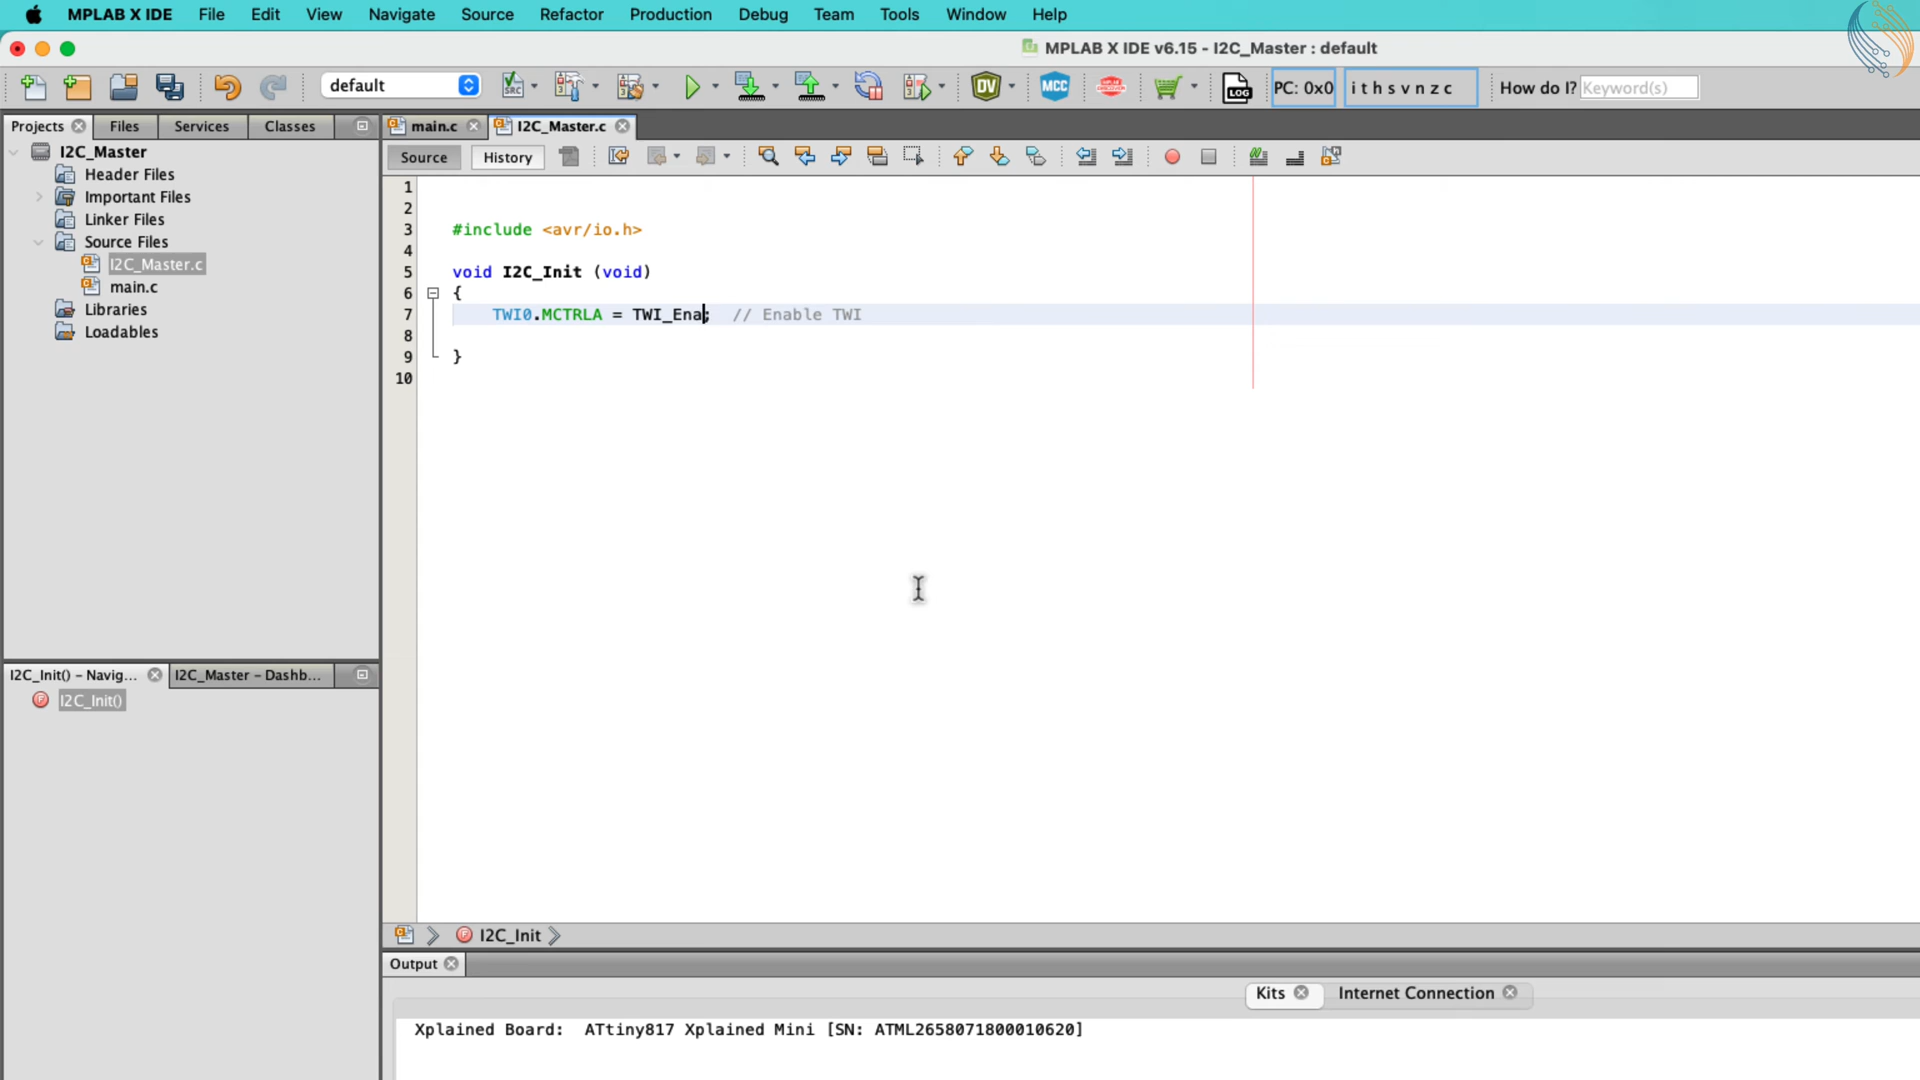 MPLAB X IDE File Edit View Navigate Source Refactor Production Debug Team Tools Window Help
MPLAB X IDE v6.15 - I2C_Master : default
default SRC DV MCC LOG PC: 0x0 i t h s v n z c How do I? Keyword(s)
Projects Files Services Classes
main.c I2C_Master.c
Source History
I2C_Master
Header Files
Important Files
Linker Files
Source Files
I2C_Master.c
main.c
Libraries
Loadables
1
2
3 #include <avr/io.h>
4
5 void I2C_Init (void)
6 {
7 TWI0.MCTRLA = TWI_Ena; // Enable TWI
8
9 }
10
I2C_Init() - Navig... I2C_Master - Dashb...
I2C_Init()
I2C_Init
Output
Kits Internet Connection
Xplained Board: ATtiny817 Xplained Mini [SN: ATML2658071800010620]